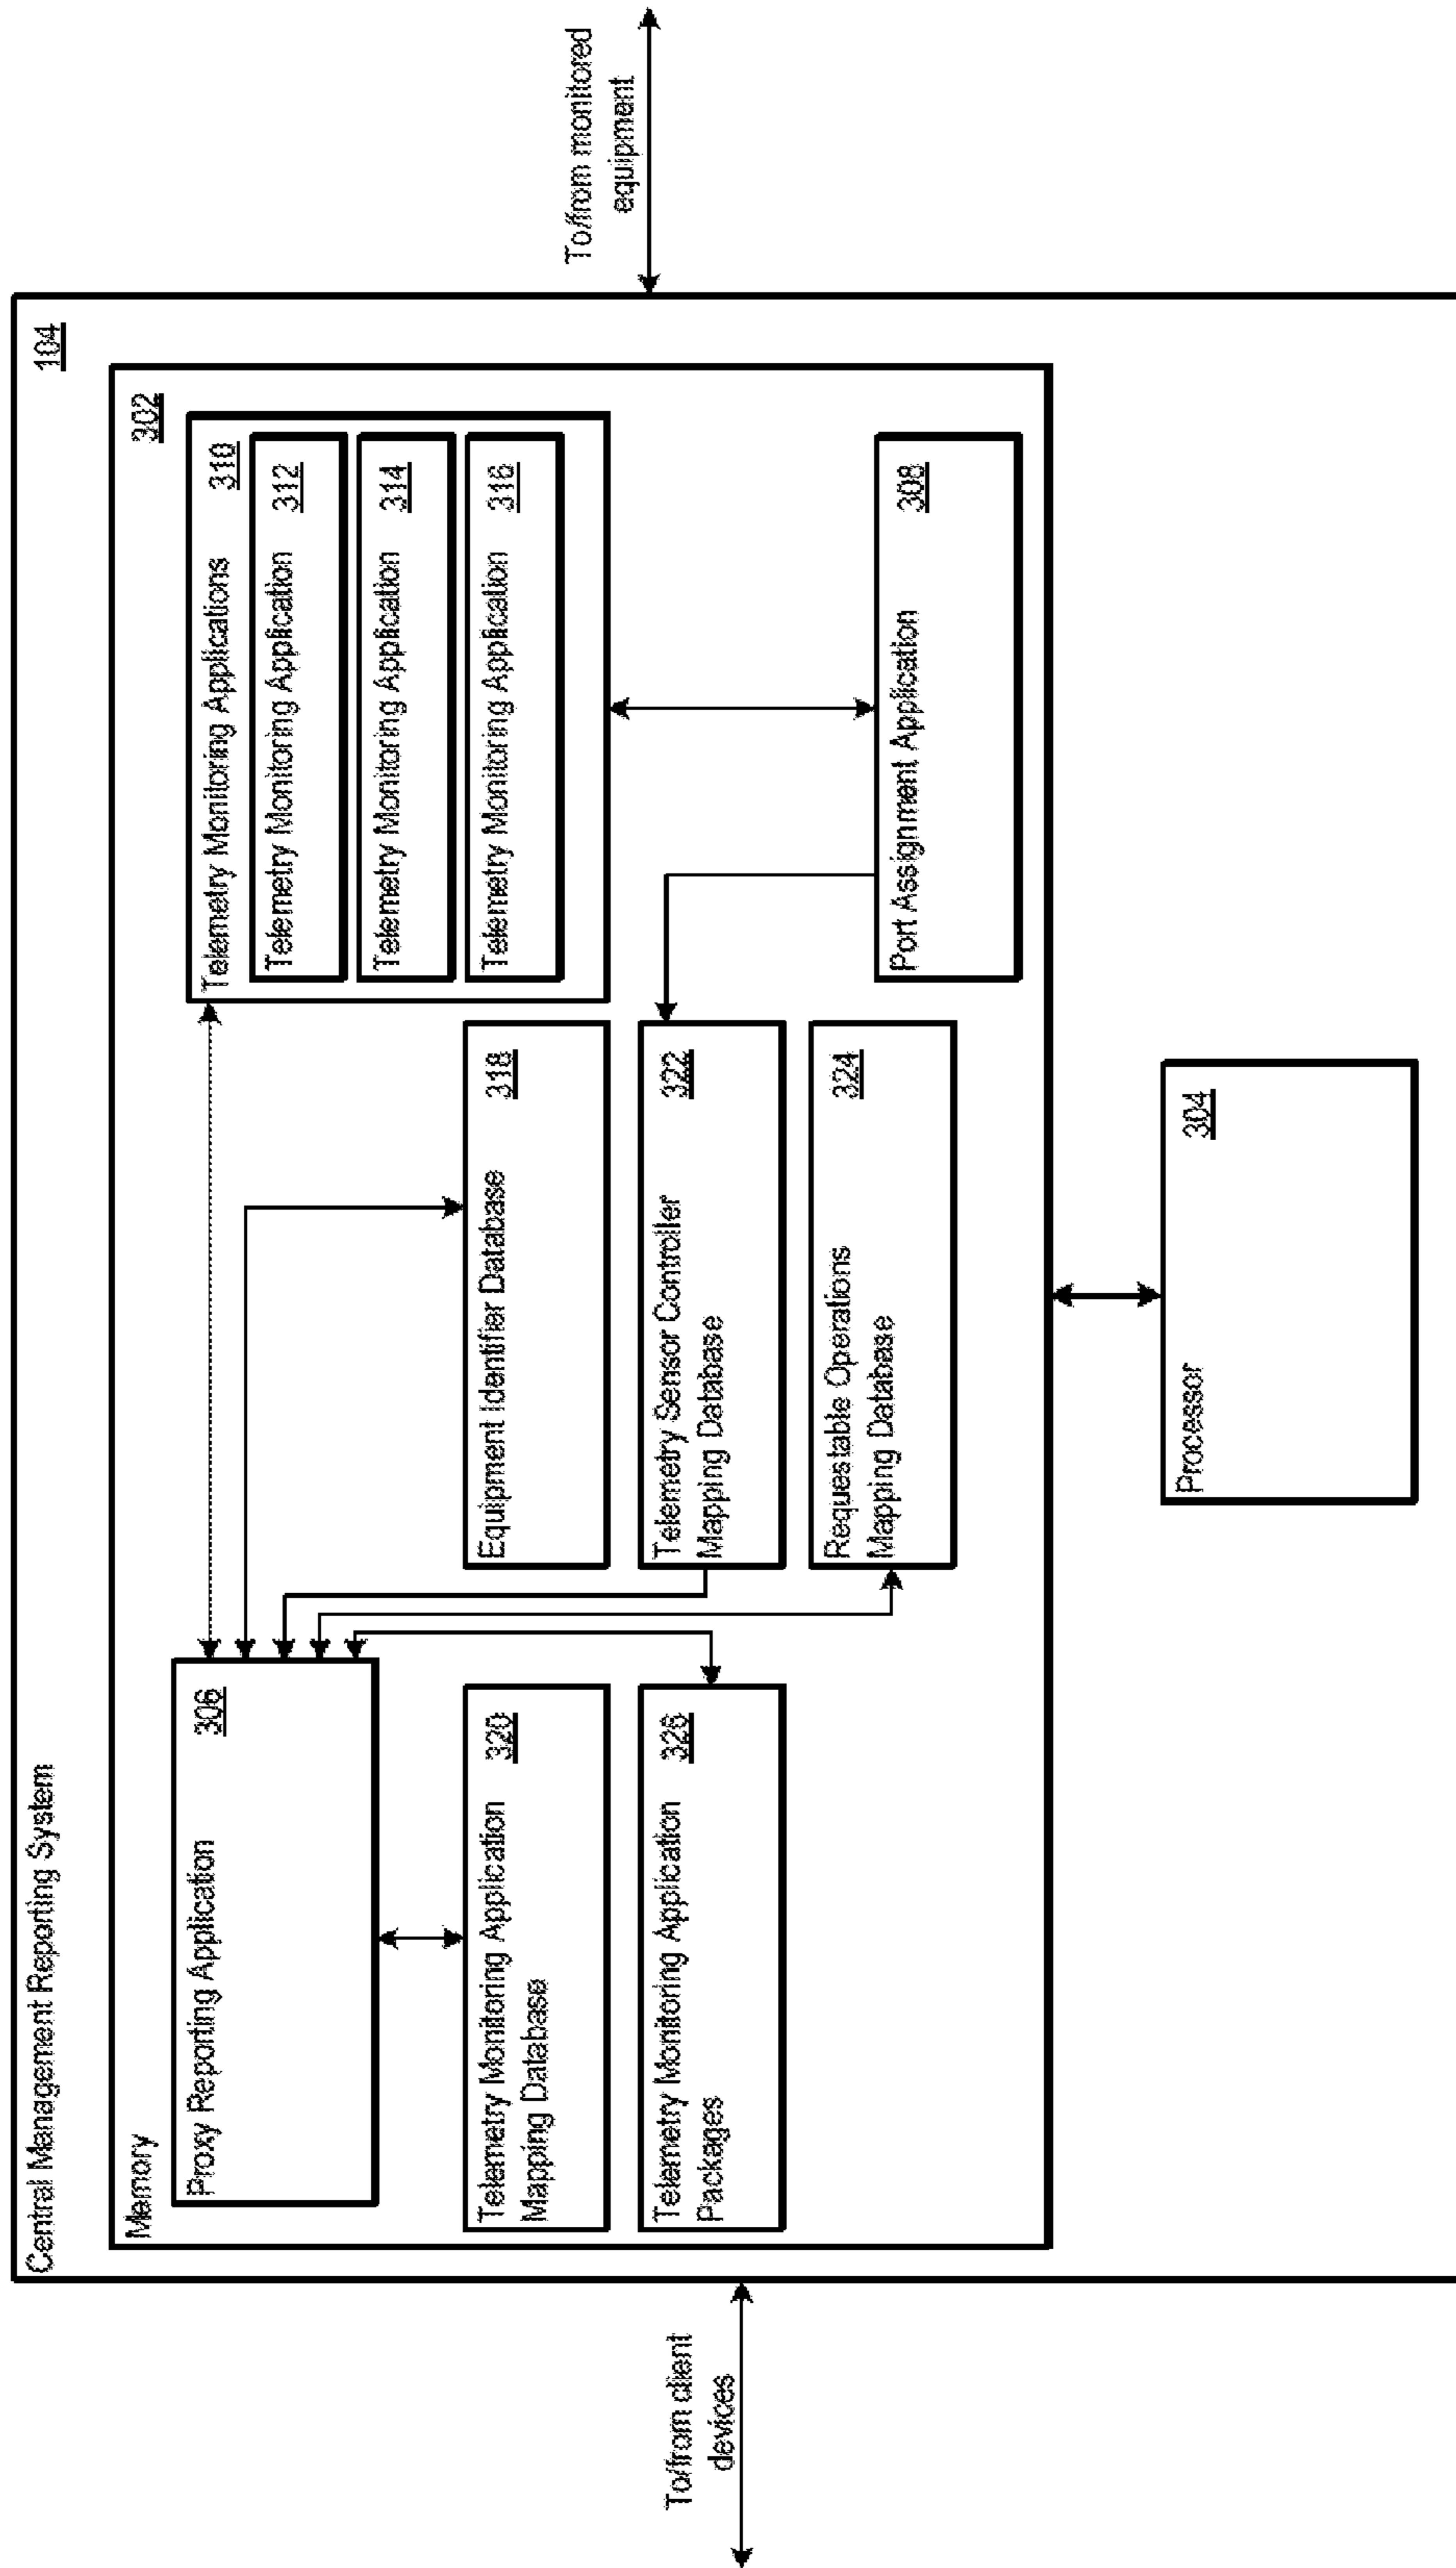 Central Management Reporting System
104
Memory
302
Proxy Reporting Application
306
Telemetry Monitoring Applications
310
Telemetry Monitoring Application
312
Telemetry Monitoring Application
314
Telemetry Monitoring Application
316
Telemetry Monitoring Application
320
Mapping Database
Equipment Identifier Database
318
Telemetry Monitoring Application
326
Packages
Telemetry Sensor Controller
322
Mapping Database
Requestable Operations
324
Mapping Database
Port Assignment Application
308
Processor
304
To/from client
devices
To/from monitored
equipment